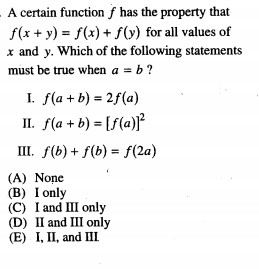 A certain function f has the property that
f(x + y) = f(x) + f(y) for all values of
x and y. Which of the following statements
must be true when a = b ?
I. f(a + b) = 2f(a)
II. f(a + b) = [f(a)]²
III. f(b) + f(b) = f(2a)
(A) None
(B) I only
(C) I and III only
(D) II and III only
(E) I, II, and III